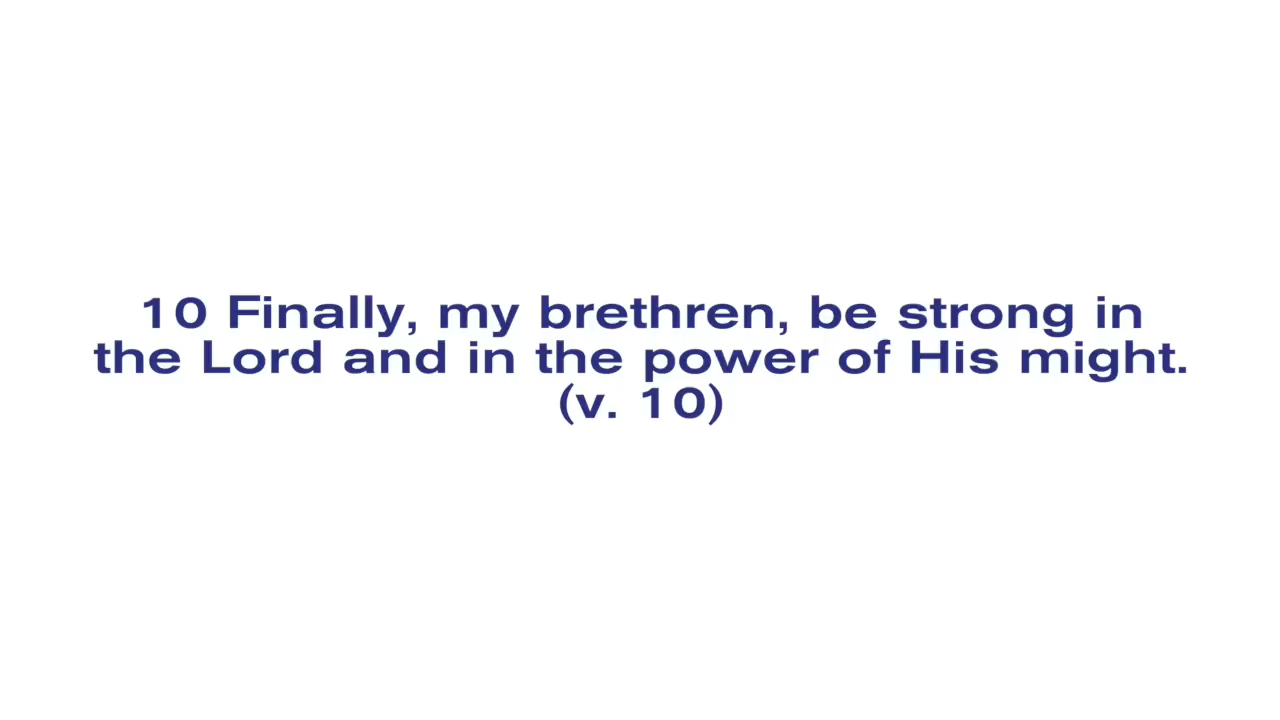 10 Finally, my brethren, be strong in
the Lord and in the power of His might.
(v. 10)